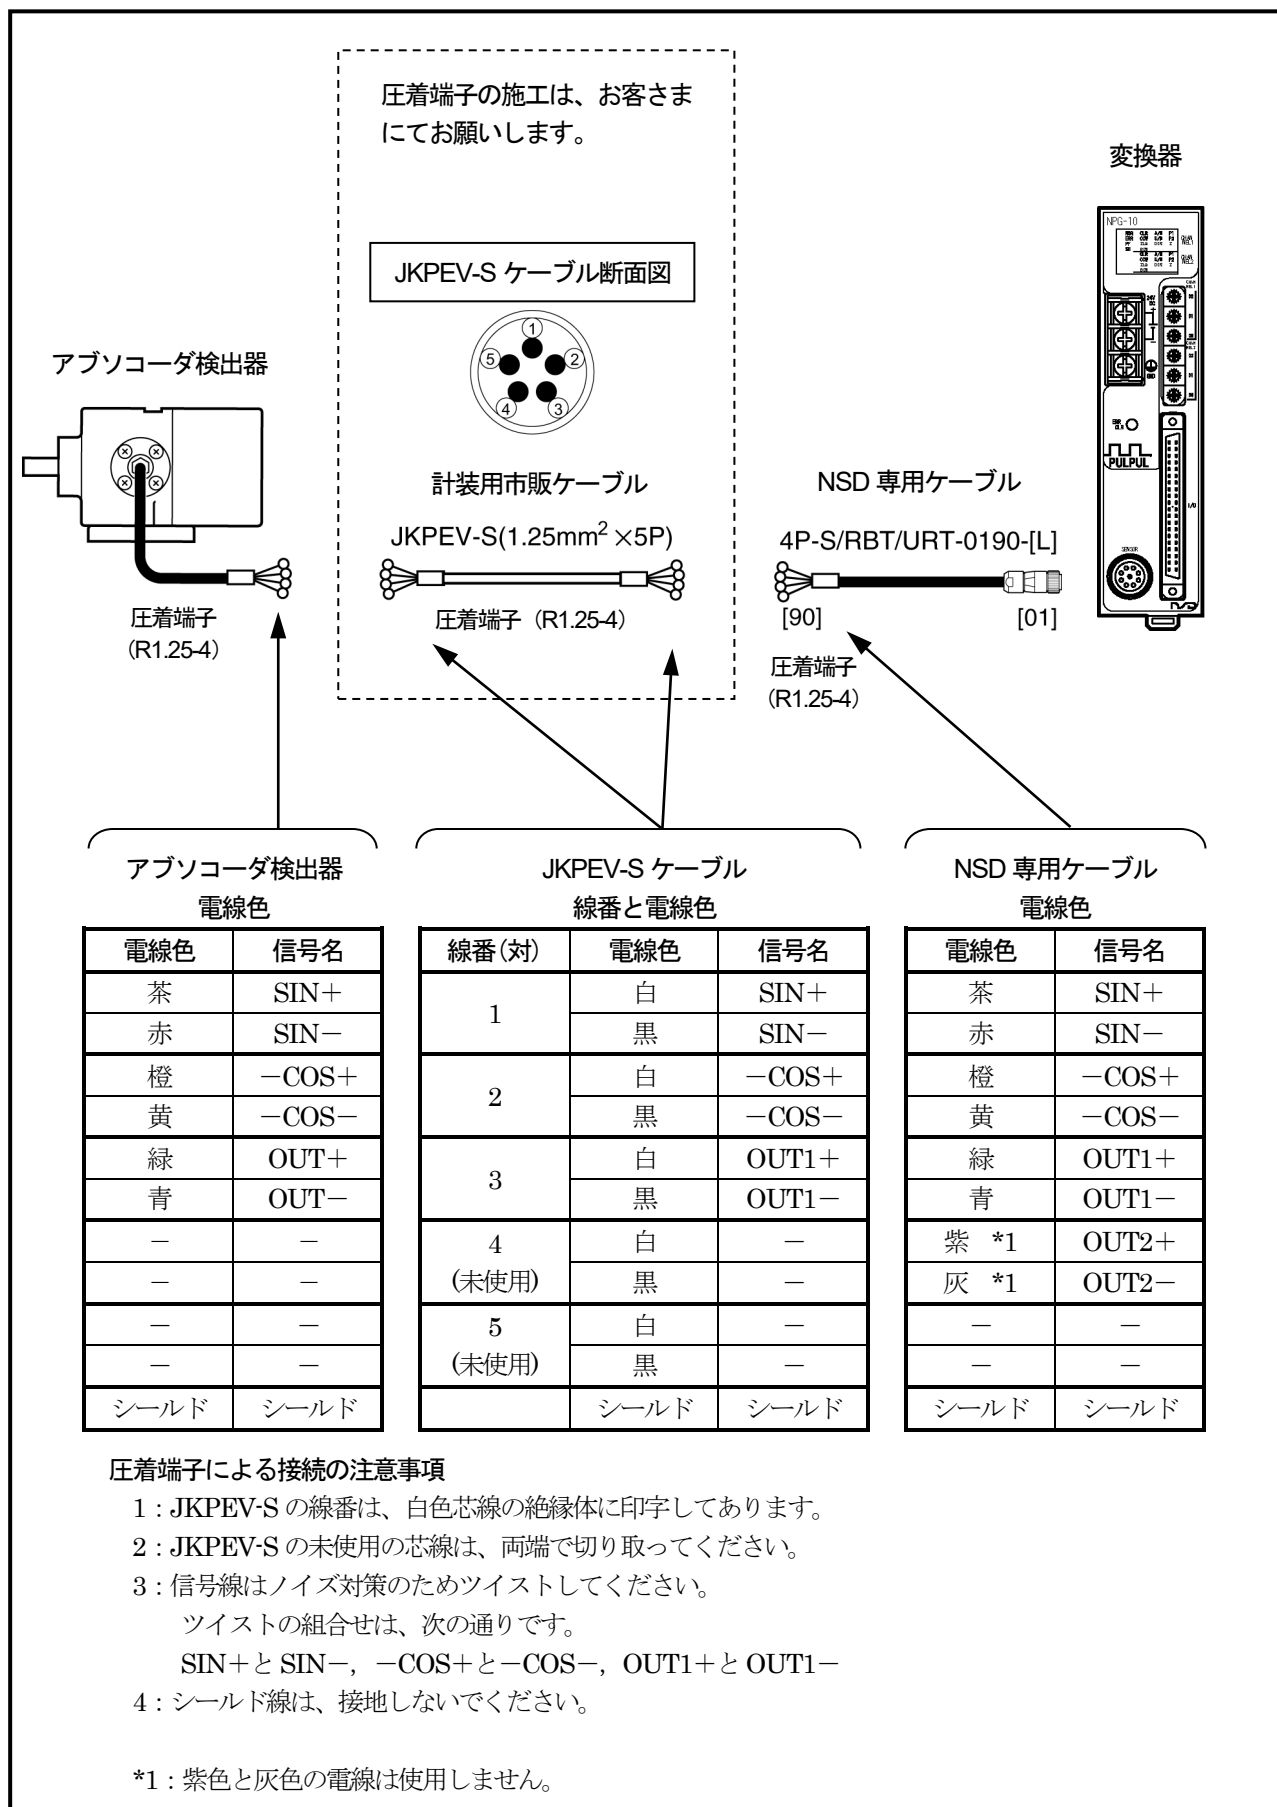 圧着端子の施工は、お客さま
にてお願いします。
変換器
NPG-10
JKPEV-S ケーブル断面図
1
5
2
4
3
アブソコーダ検出器
PULPUL
I/O
SENSOR
計装用市販ケーブル
JKPEV-S(1.25mm² ×5P)
NSD 専用ケーブル
4P-S/RBT/URT-0190-[L]
圧着端子
(R1.25-4)
圧着端子 (R1.25-4)
[90]
[01]
圧着端子
(R1.25-4)
アブソコーダ検出器
電線色
電線色 信号名
茶 SIN+
赤 SIN-
橙 -COS+
黄 -COS-
緑 OUT+
青 OUT-
- -
- -
- -
- -
シールド シールド
JKPEV-S ケーブル
線番と電線色
線番(対) 電線色 信号名
1 白 SIN+
黒 SIN-
2 白 -COS+
黒 -COS-
3 白 OUT1+
黒 OUT1-
4 白 -
(未使用) 黒 -
5 白 -
(未使用) 黒 -
シールド シールド
NSD 専用ケーブル
電線色
電線色 信号名
茶 SIN+
赤 SIN-
橙 -COS+
黄 -COS-
緑 OUT1+
青 OUT1-
紫 *1 OUT2+
灰 *1 OUT2-
- -
- -
シールド シールド
圧着端子による接続の注意事項
1:JKPEV-S の線番は、白色芯線の絶縁体に印字してあります。
2:JKPEV-S の未使用の芯線は、両端で切り取ってください。
3:信号線はノイズ対策のためツイストしてください。
ツイストの組合せは、次の通りです。
SIN+と SIN-, -COS+と-COS-, OUT1+と OUT1-
4:シールド線は、接地しないでください。
*1:紫色と灰色の電線は使用しません。